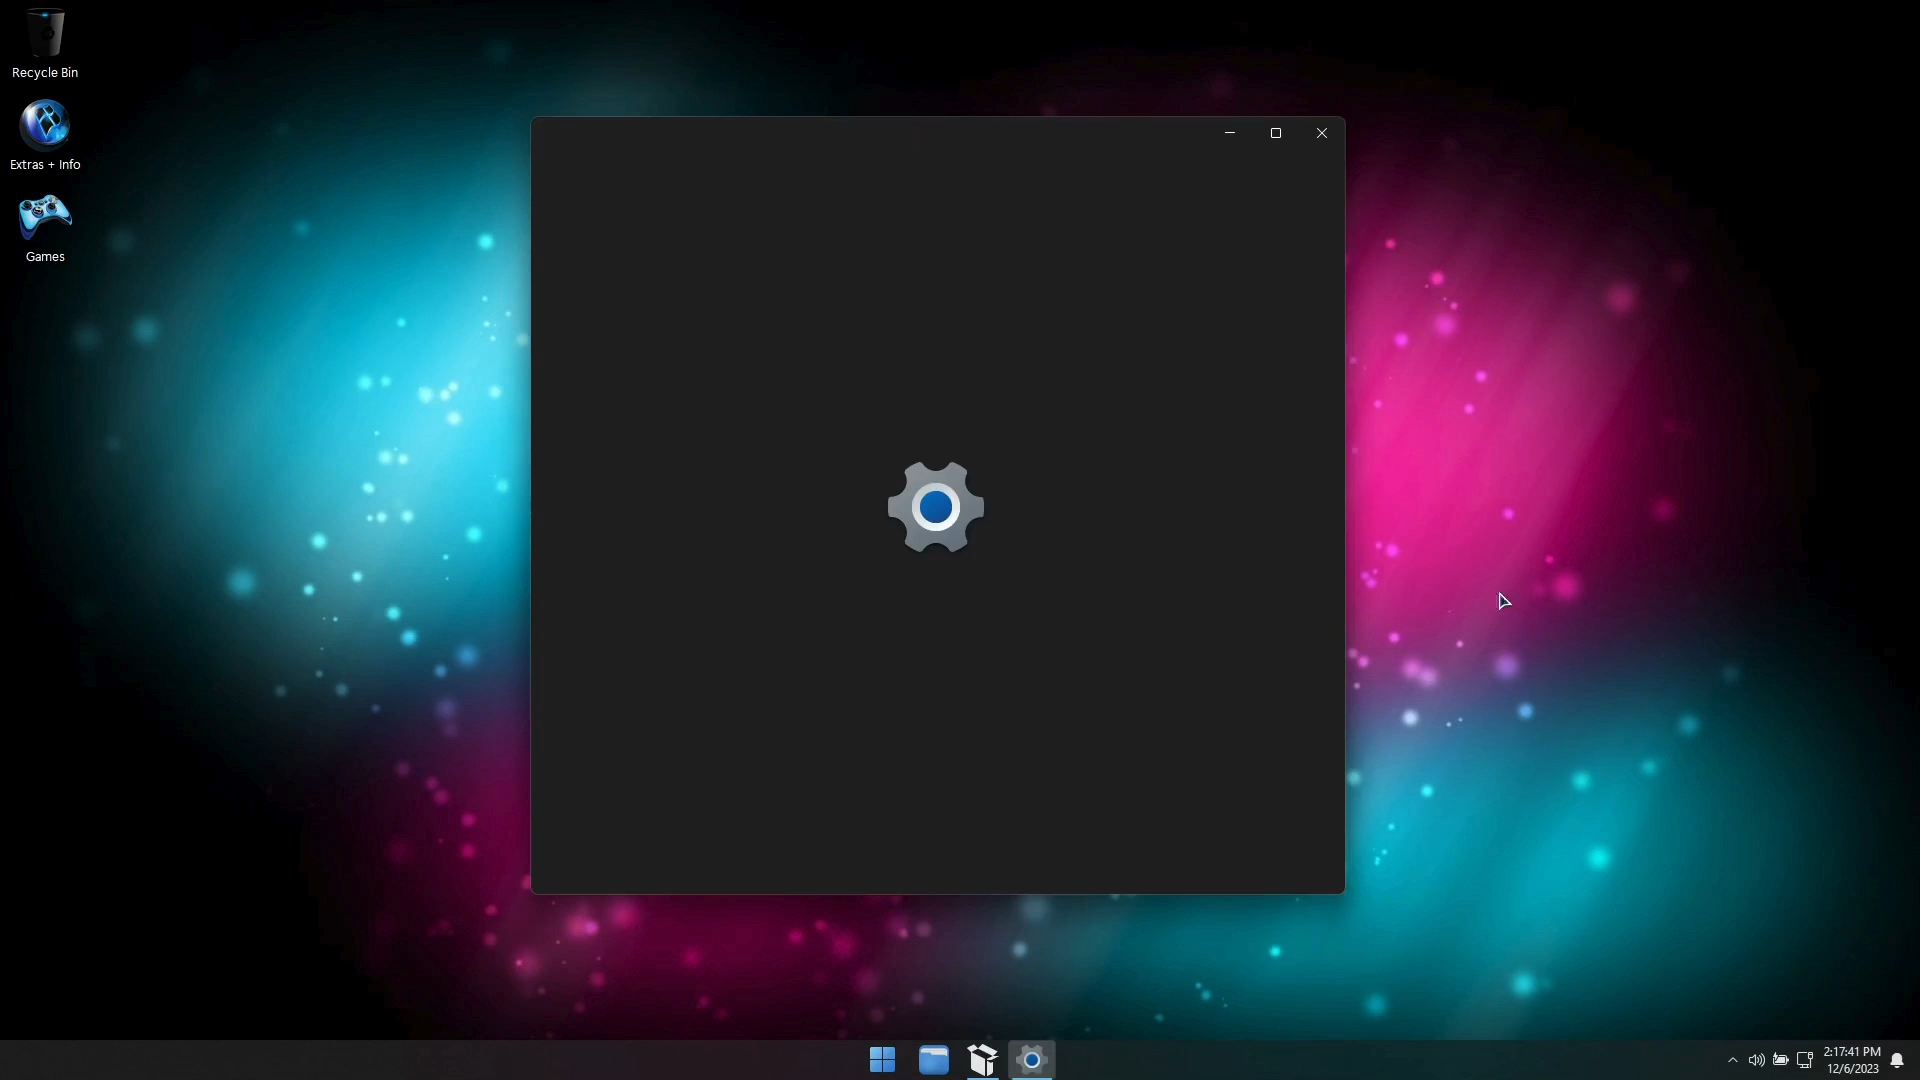 Recycle Bin
Extras + Info
Games
2:17:41 PM
12/6/2023